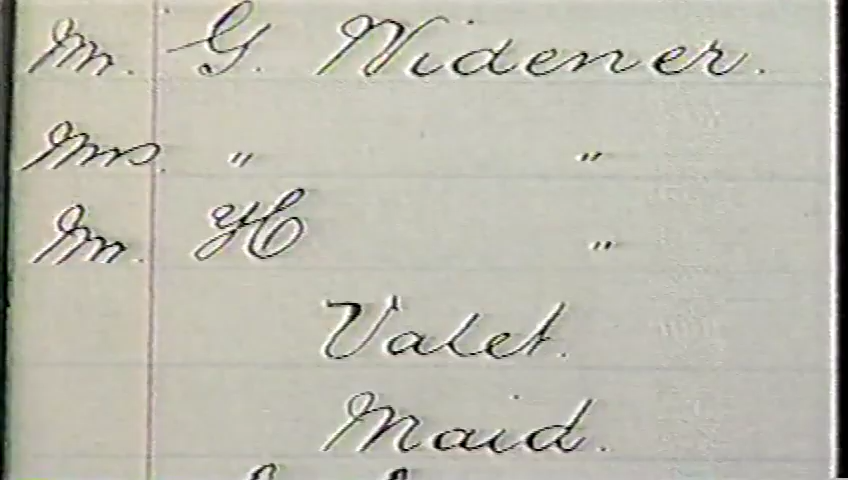 Mr. G. Widener.
Mrs. " "
Mr. H "
Valet.
Maid.